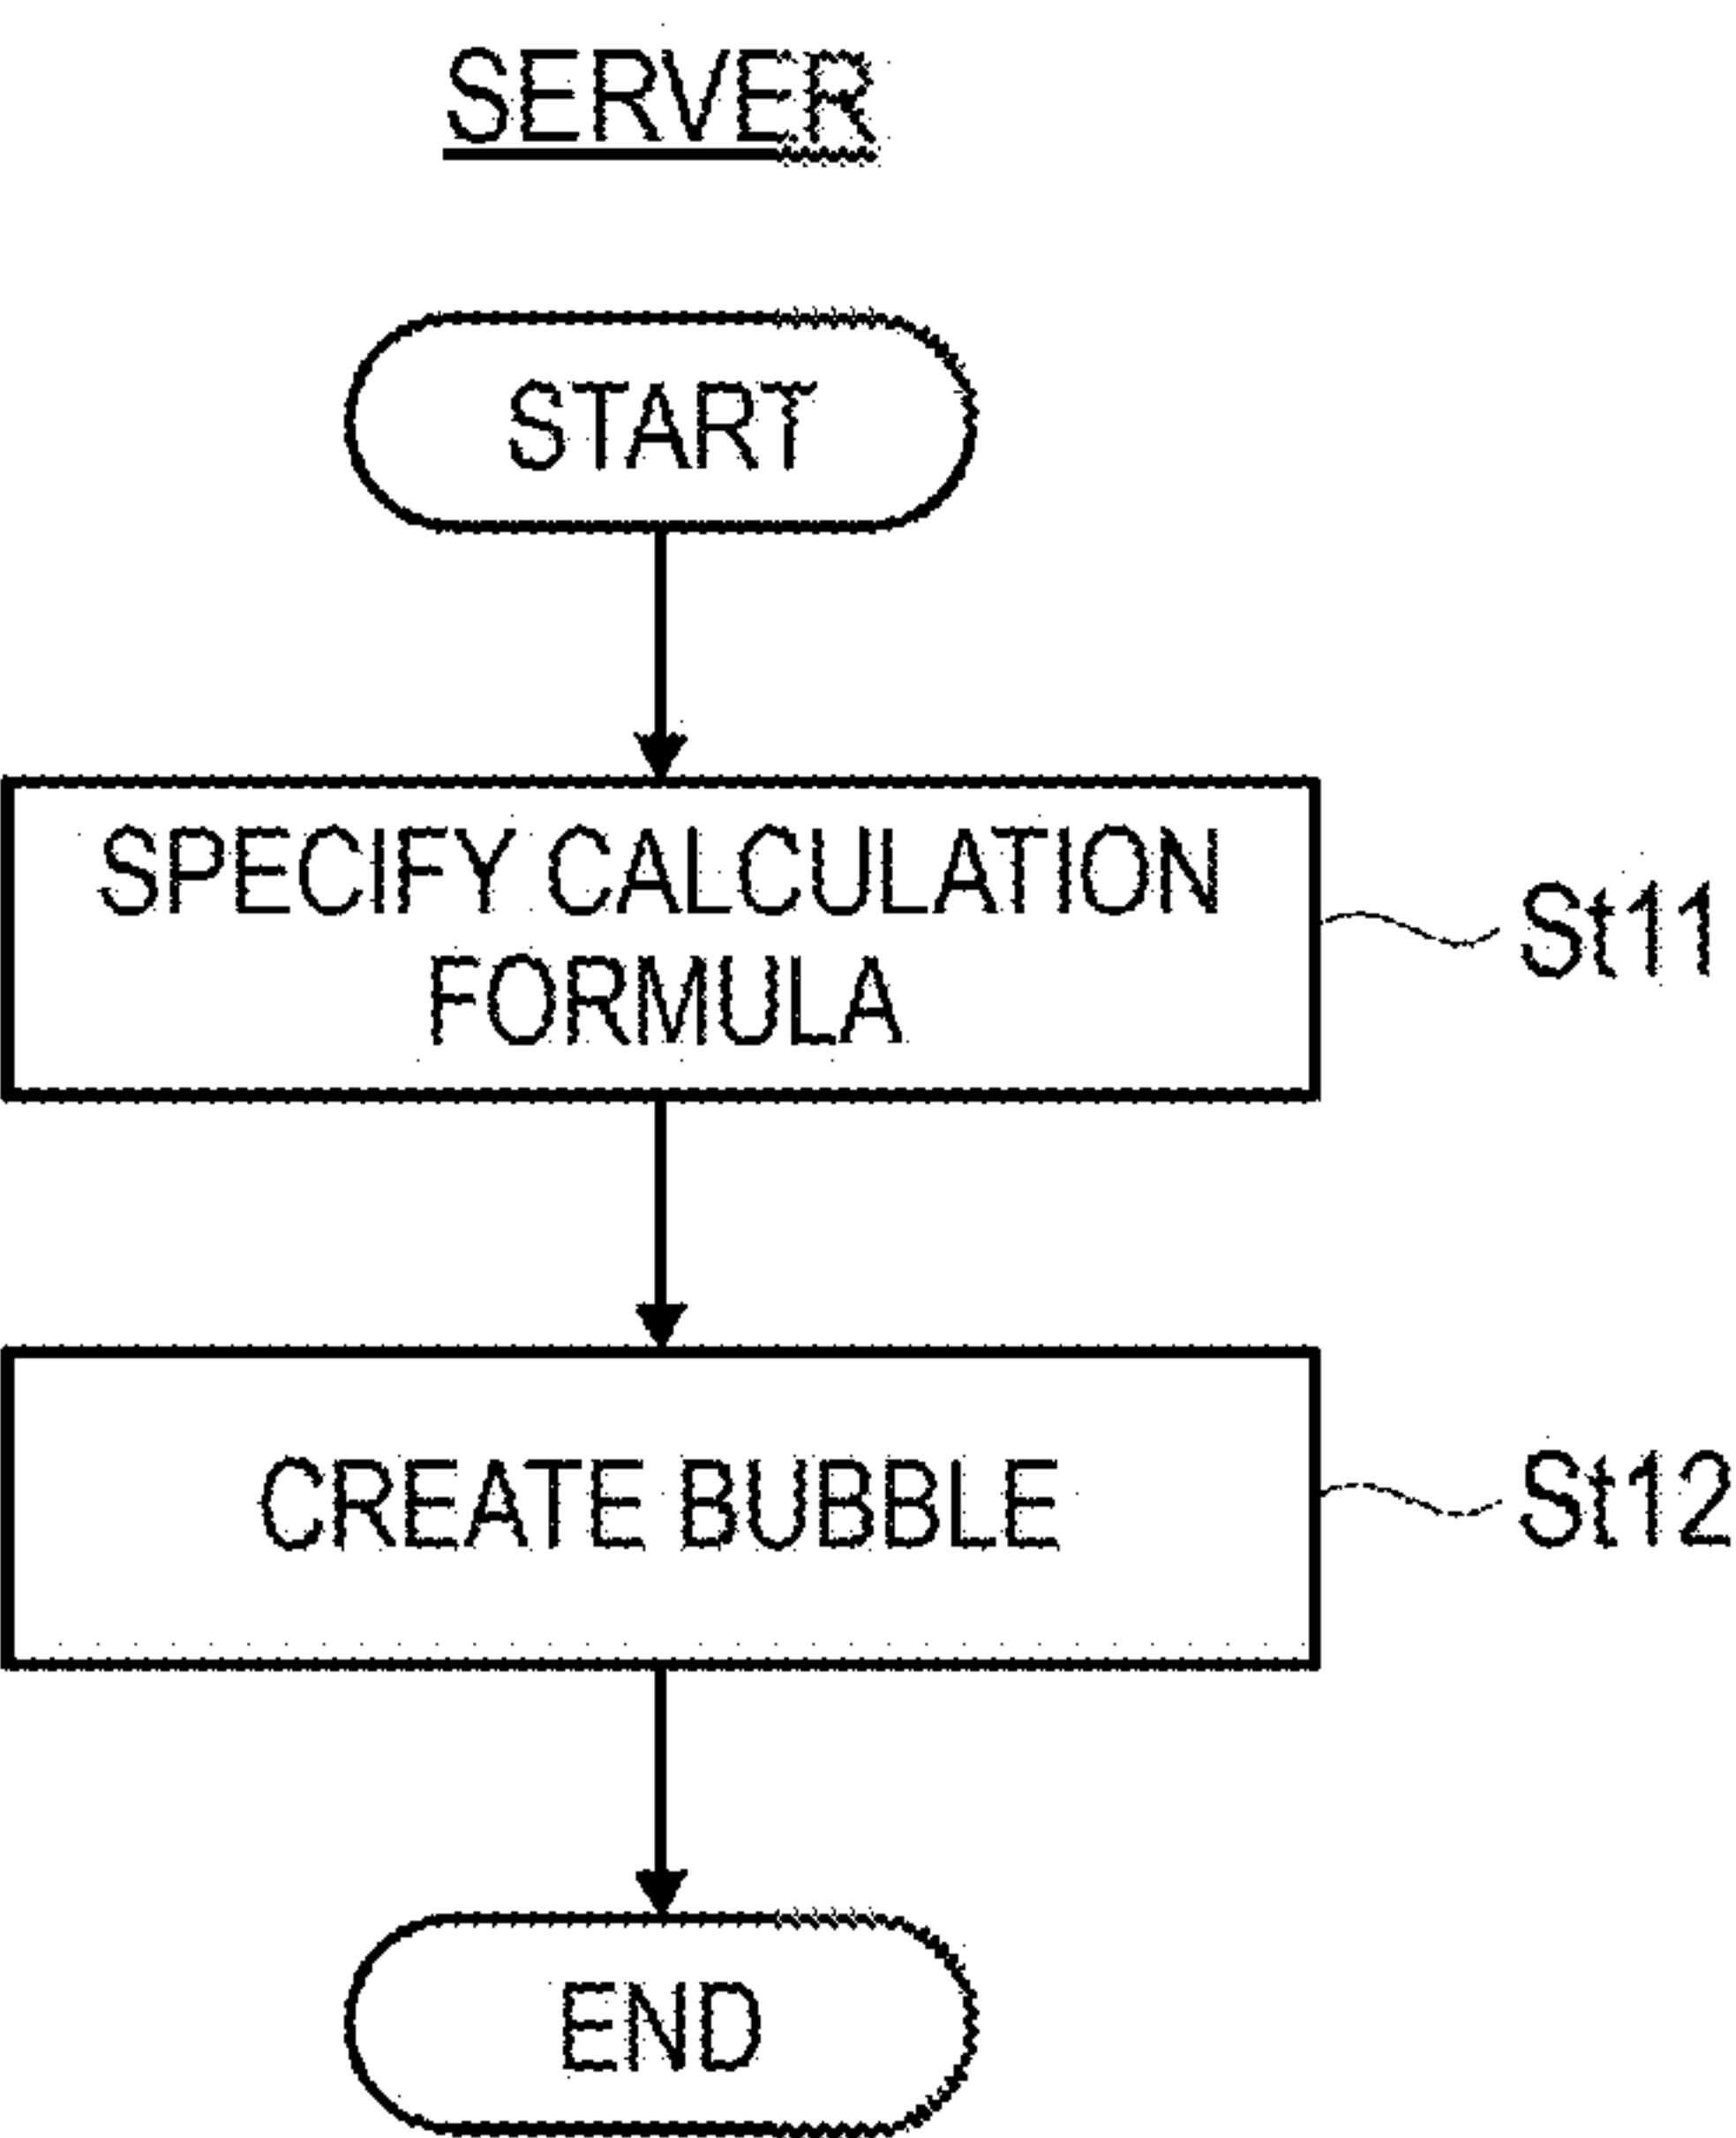 SERVER
START
SPECIFY CALCULATION
FORMULA
St11
CREATE BUBBLE
St12
END